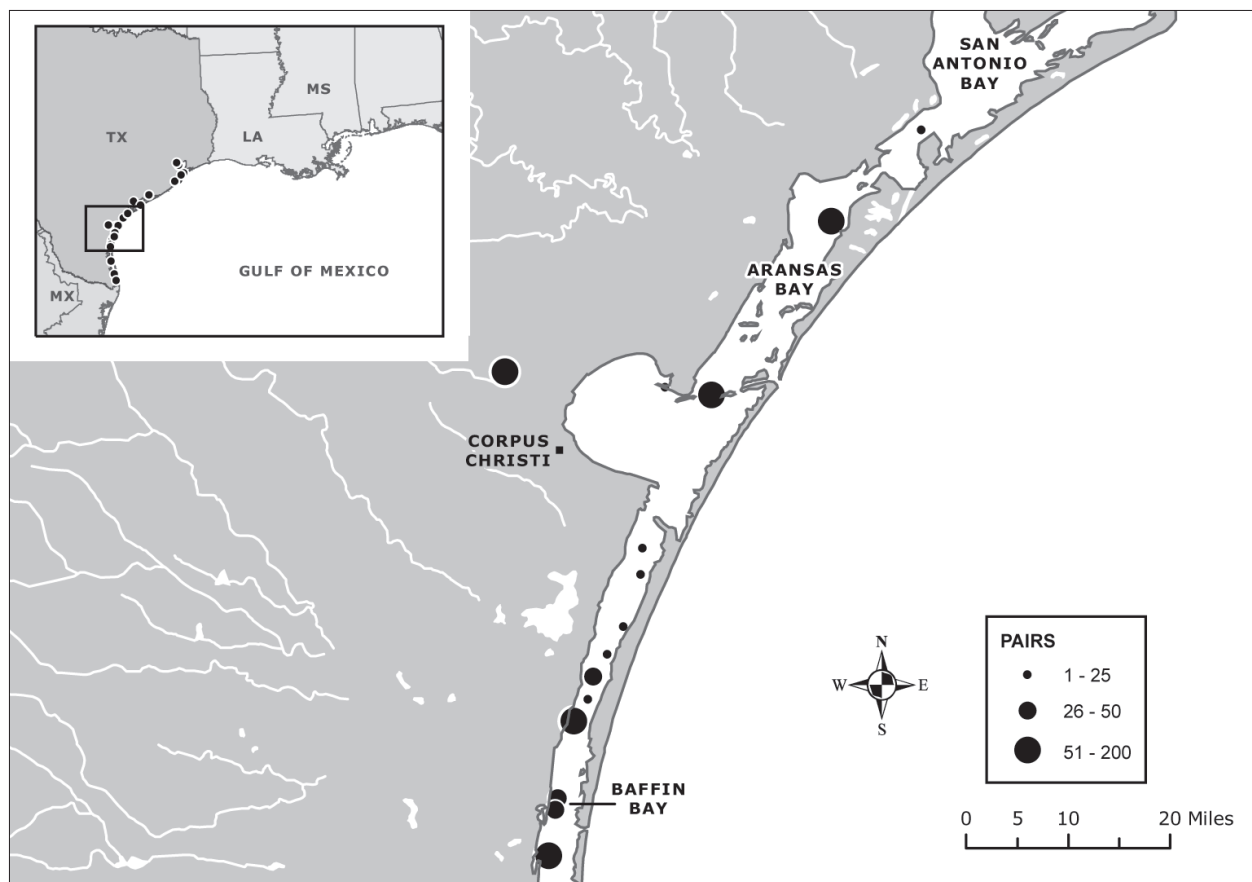 SAN
ANTONIO
BAY
MS
TX
LA
GULF OF MEXICO
MX
ARANSAS
BAY
CORPUS
CHRISTI
BAFFIN
BAY
N
W
E
S
PAIRS
1 - 25
26 - 50
51 - 200
0 5 10 20 Miles